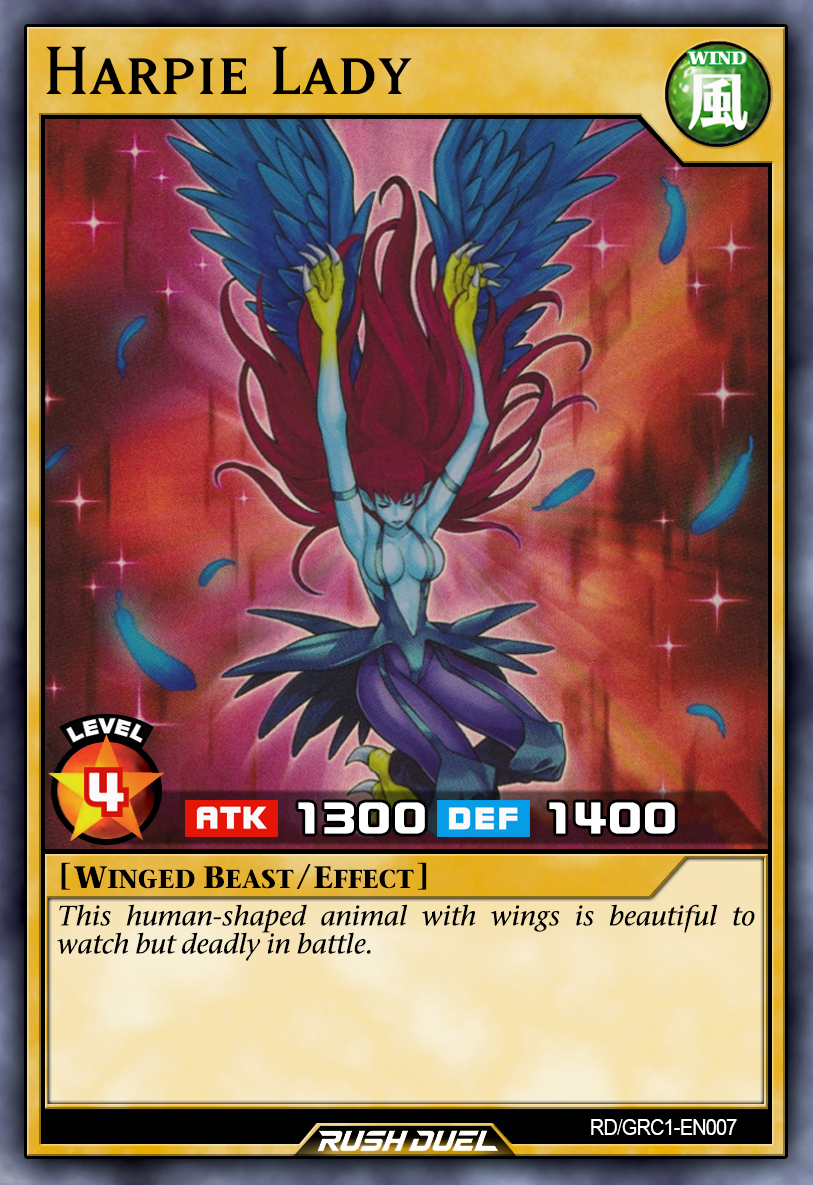 Harpie Lady
WIND
風
LEVEL
4
ATK 1300 DEF 1400
[Winged Beast/Effect]
This human-shaped animal with wings is beautiful to
watch but deadly in battle.
RUSH DUEL
RD/GRC1-EN007